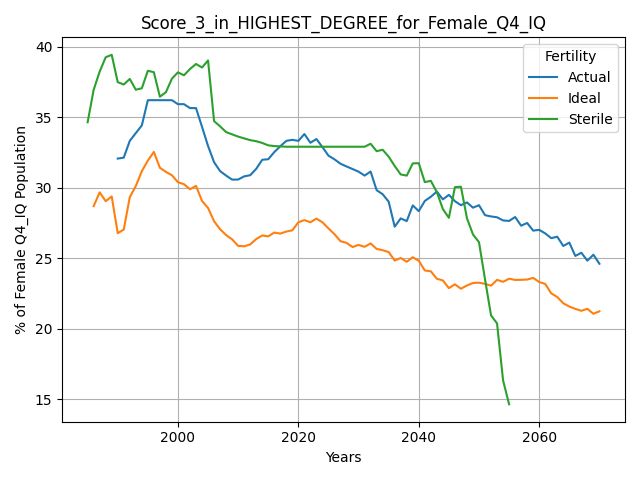 Score_3_in_HIGHEST_DEGREE_for_Female_Q4_IQ
% of Female Q4_IQ Population
40
35
30
25
20
15
Fertility
Actual
Ideal
Sterile
2000
2020
2040
2060
Years